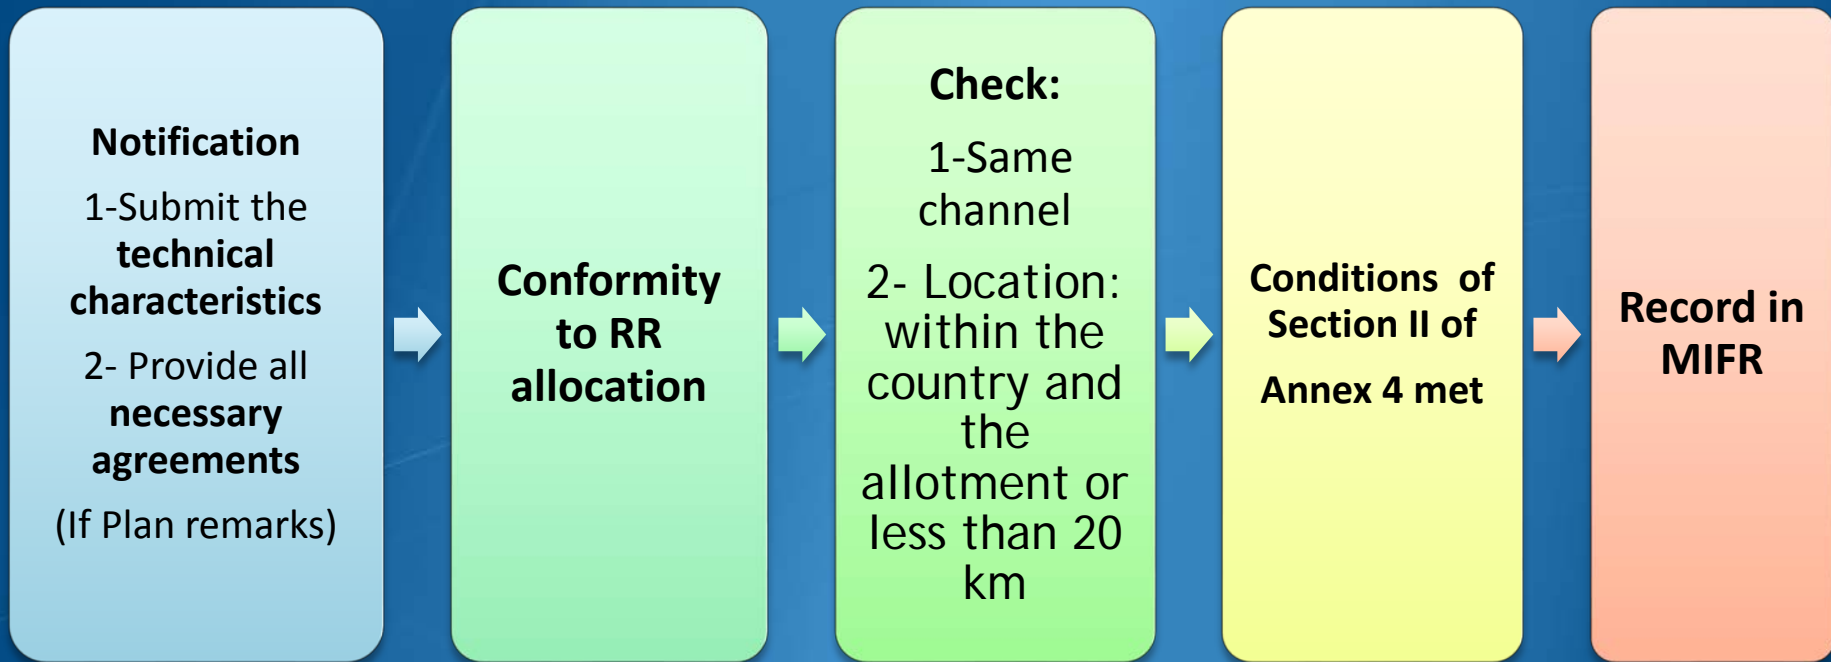 Notification
1-Submit the
technical
characteristics
2- Provide all
necessary
agreements
(If Plan remarks)
Conformity
to RR
allocation
Check:
1-Same
channel
2- Location:
within the
country and
the
allotment or
less than 20
km
Conditions of
Section II of
Annex 4 met
Record in
MIFR